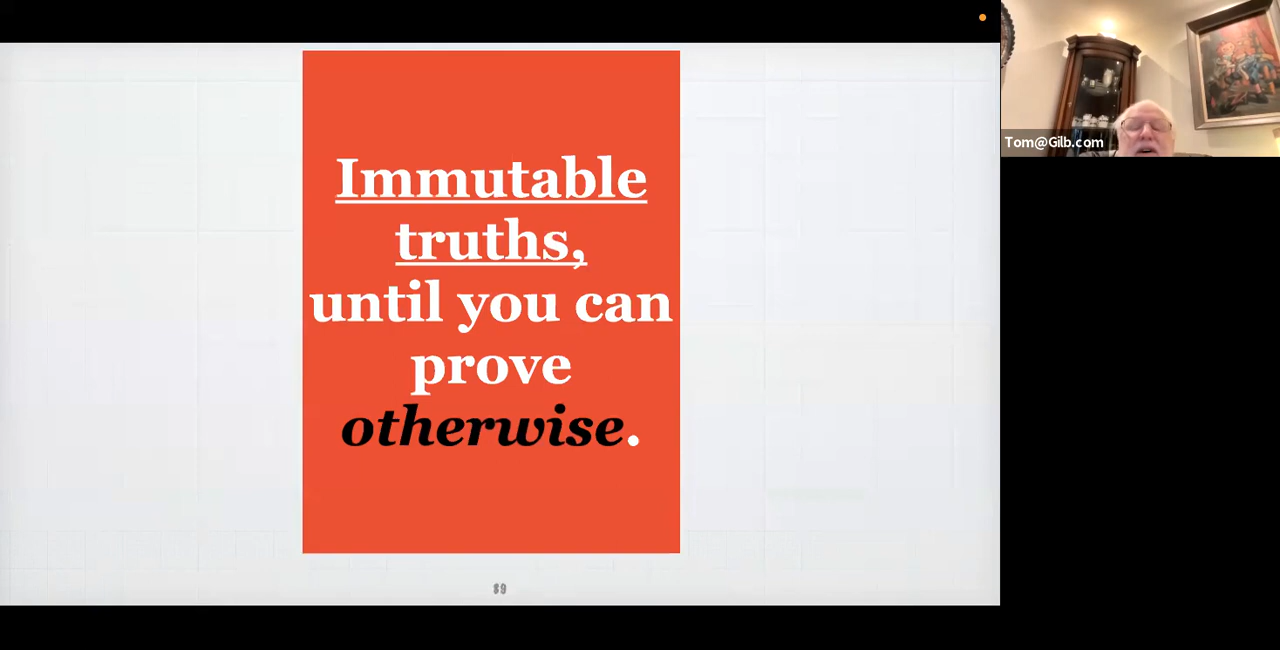 Immutable
truths,
until you can
prove
otherwise.
Tom@Gilb.com